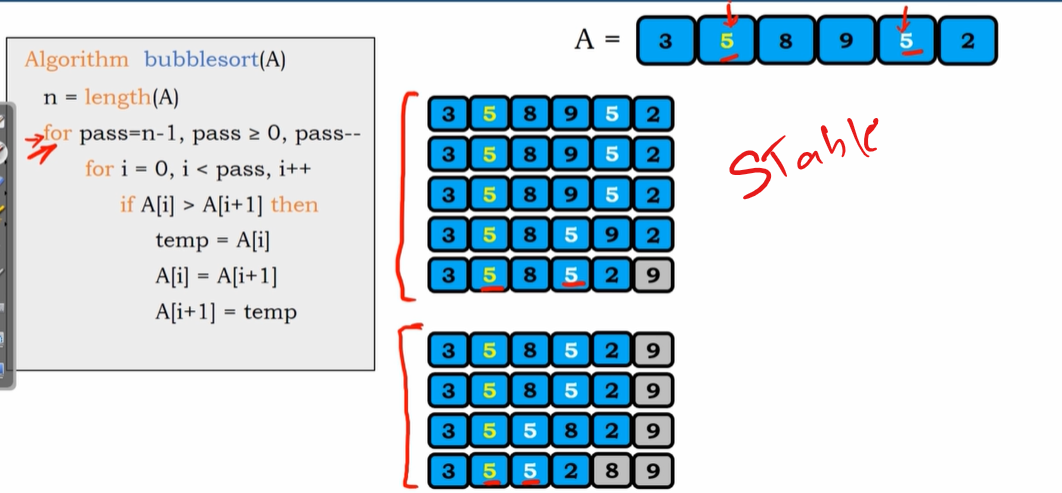 A = 3 5 8 9 5 2
Algorithm bubblesort(A)
n = length(A)
for pass=n-1, pass ≥ 0, pass--
for i = 0, i < pass, i++
if A[i] > A[i+1] then
temp = A[i]
A[i] = A[i+1]
A[i+1] = temp
3 5 8 9 5 2
3 5 8 9 5 2
3 5 8 9 5 2
3 5 8 5 9 2
3 5 8 5 2 9
STable
3 5 8 5 2 9
3 5 8 5 2 9
3 5 5 8 2 9
3 5 5 2 8 9